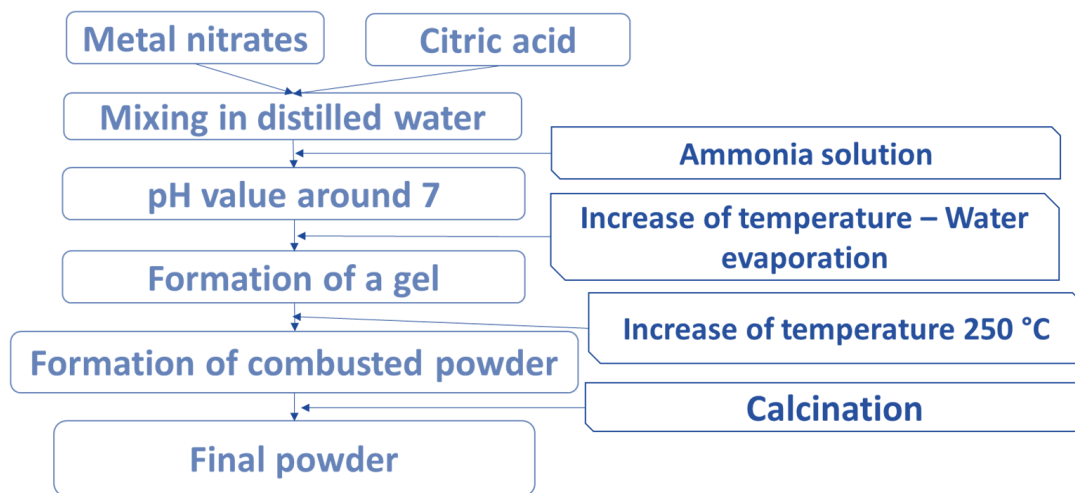 Metal nitrates
Citric acid
Mixing in distilled water
Ammonia solution
pH value around 7
Increase of temperature – Water
evaporation
Formation of a gel
Increase of temperature 250 °C
Formation of combusted powder
Calcination
Final powder